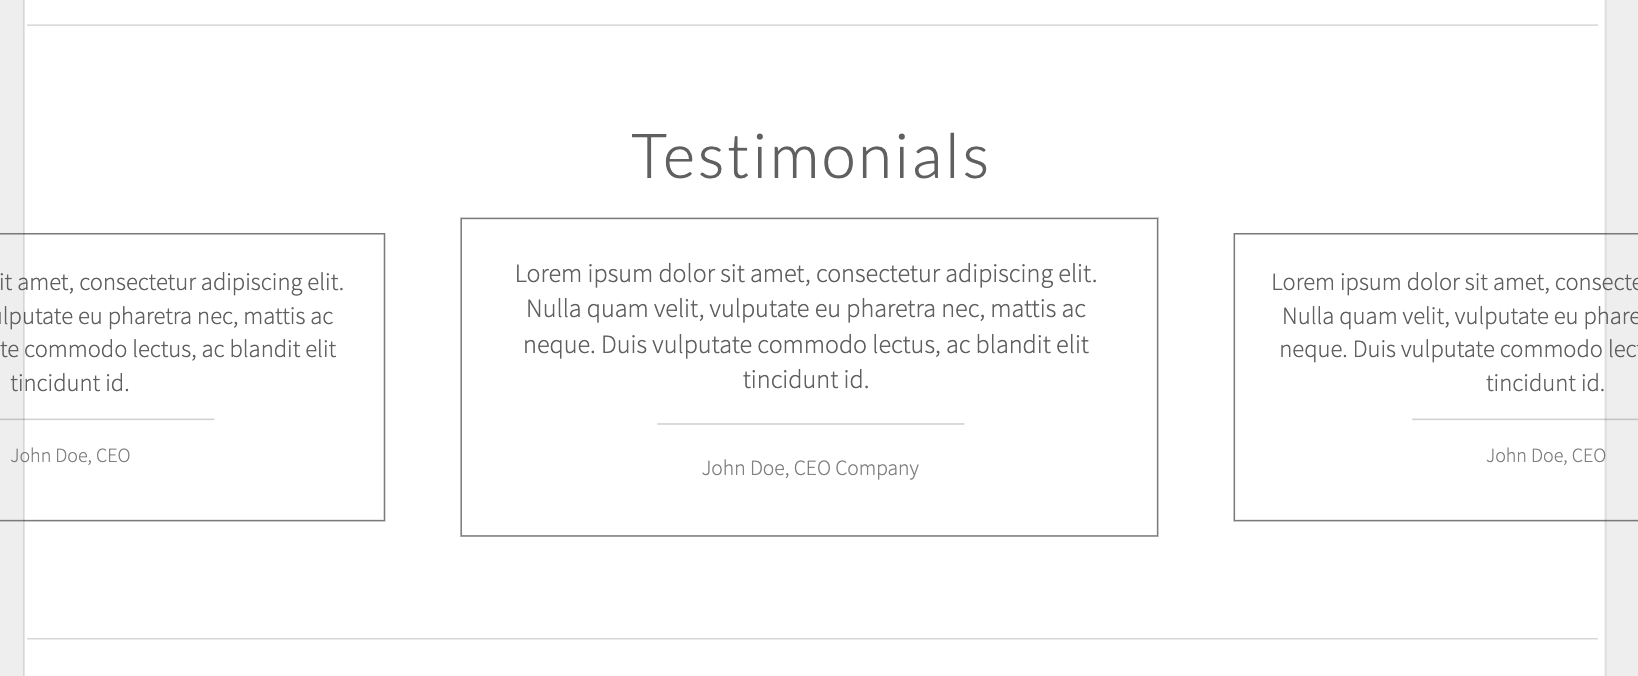 Testimonials
it amet, consectetur adipiscing elit.
lputate eu pharetra nec, mattis ac
te commodo lectus, ac blandit elit
tincidunt id.
John Doe, CEO
Lorem ipsum dolor sit amet, consectetur adipiscing elit.
Nulla quam velit, vulputate eu pharetra nec, mattis ac
neque. Duis vulputate commodo lectus, ac blandit elit
tincidunt id.
John Doe, CEO Company
Lorem ipsum dolor sit amet, consecte
Nulla quam velit, vulputate eu phare
neque. Duis vulputate commodo lec
tincidunt id.
John Doe, CEO